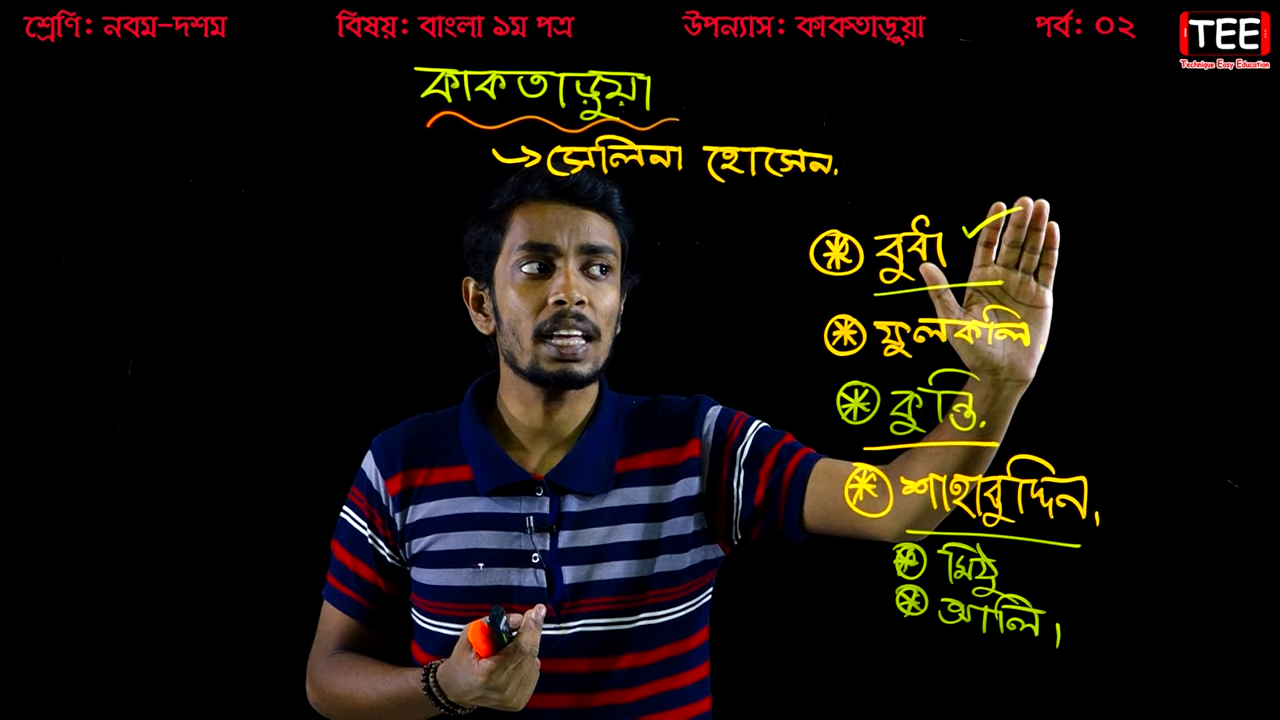 শ্রেণি: নবম-দশম বিষয়: বাংলা ১ম পত্র উপন্যাস: কাকতাড়ুয়া পর্ব: ০২
TEE
Technique Easy Education
কাকতাড়ুয়া
সেলিনা হোসেন.
বুধা
ফুলকলি.
কুন্তি.
শাহাবুদ্দিন,
মিঠু
আলি,